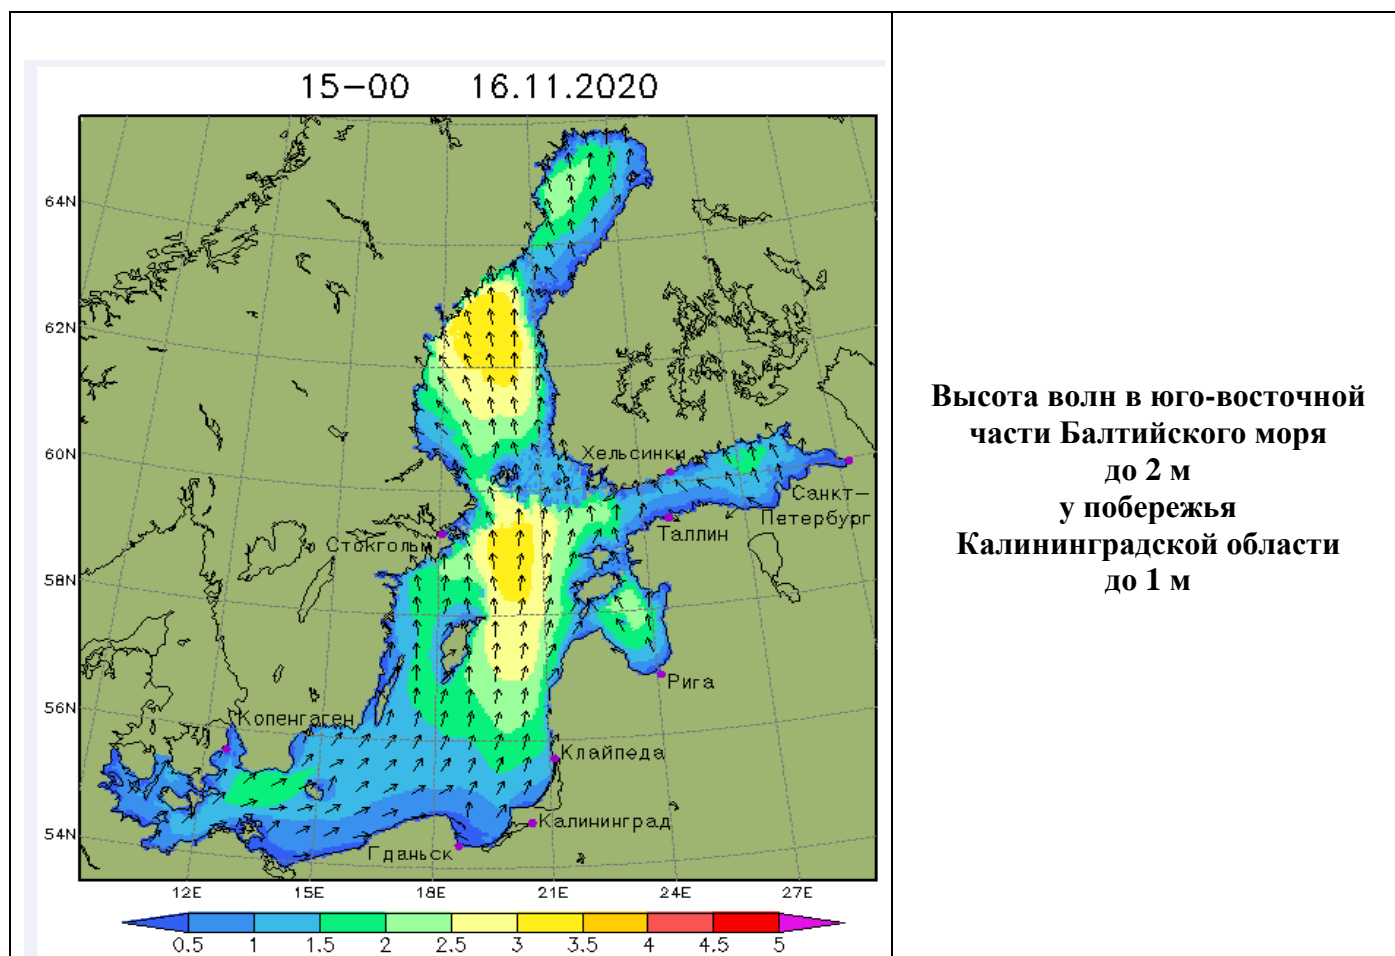 15-00 16.11.2020
64N
62N
60N
58N
56N
54N
Хельсинки
Санкт-
Петербург
Таллин
Стокгольм
Рига
Копенгаген
Клайпеда
Калининград
Гданьск
12E 15E 18E 21E 24E 27E
0.5 1 1.5 2 2.5 3 3.5 4 4.5 5
Высота волн в юго-восточной
части Балтийского моря
до 2 м
у побережья
Калининградской области
до 1 м